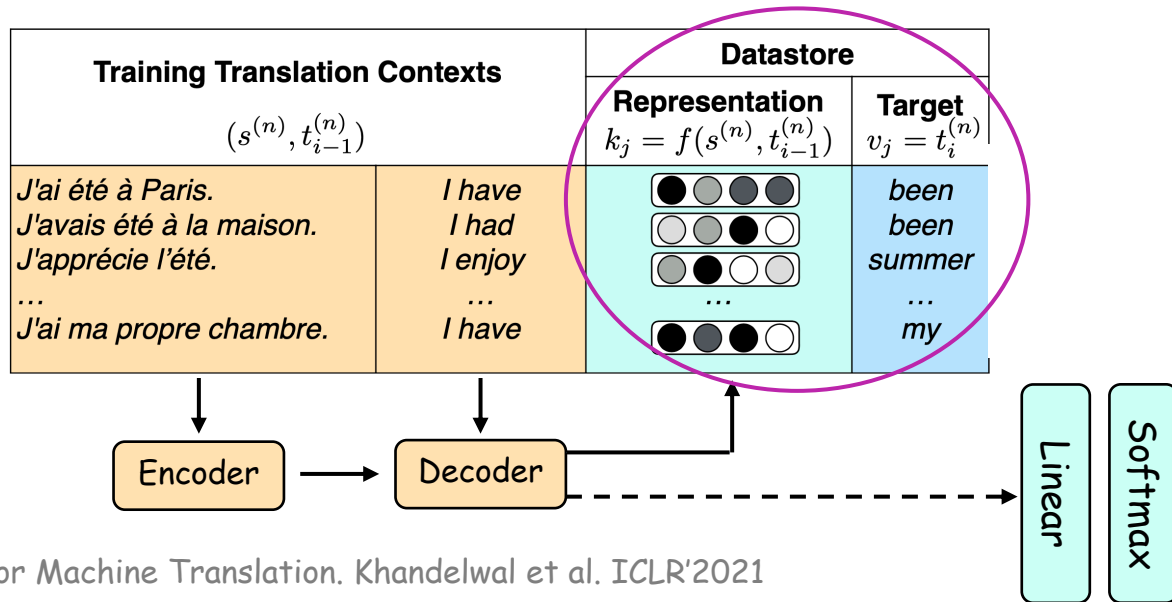 Training Translation Contexts
(s^{(n)}, t_{i-1}^{(n)})
Datastore
Representation
k_j = f(s^{(n)}, t_{i-1}^{(n)})
Target
v_j = t_i^{(n)}
J'ai été à Paris. I have been
J'avais été à la maison. I had been
J'apprécie l'été. I enjoy summer
... ... ... ...
J'ai ma propre chambre. I have my
Encoder
Decoder
Linear
Softmax
or Machine Translation. Khandelwal et al. ICLR'2021